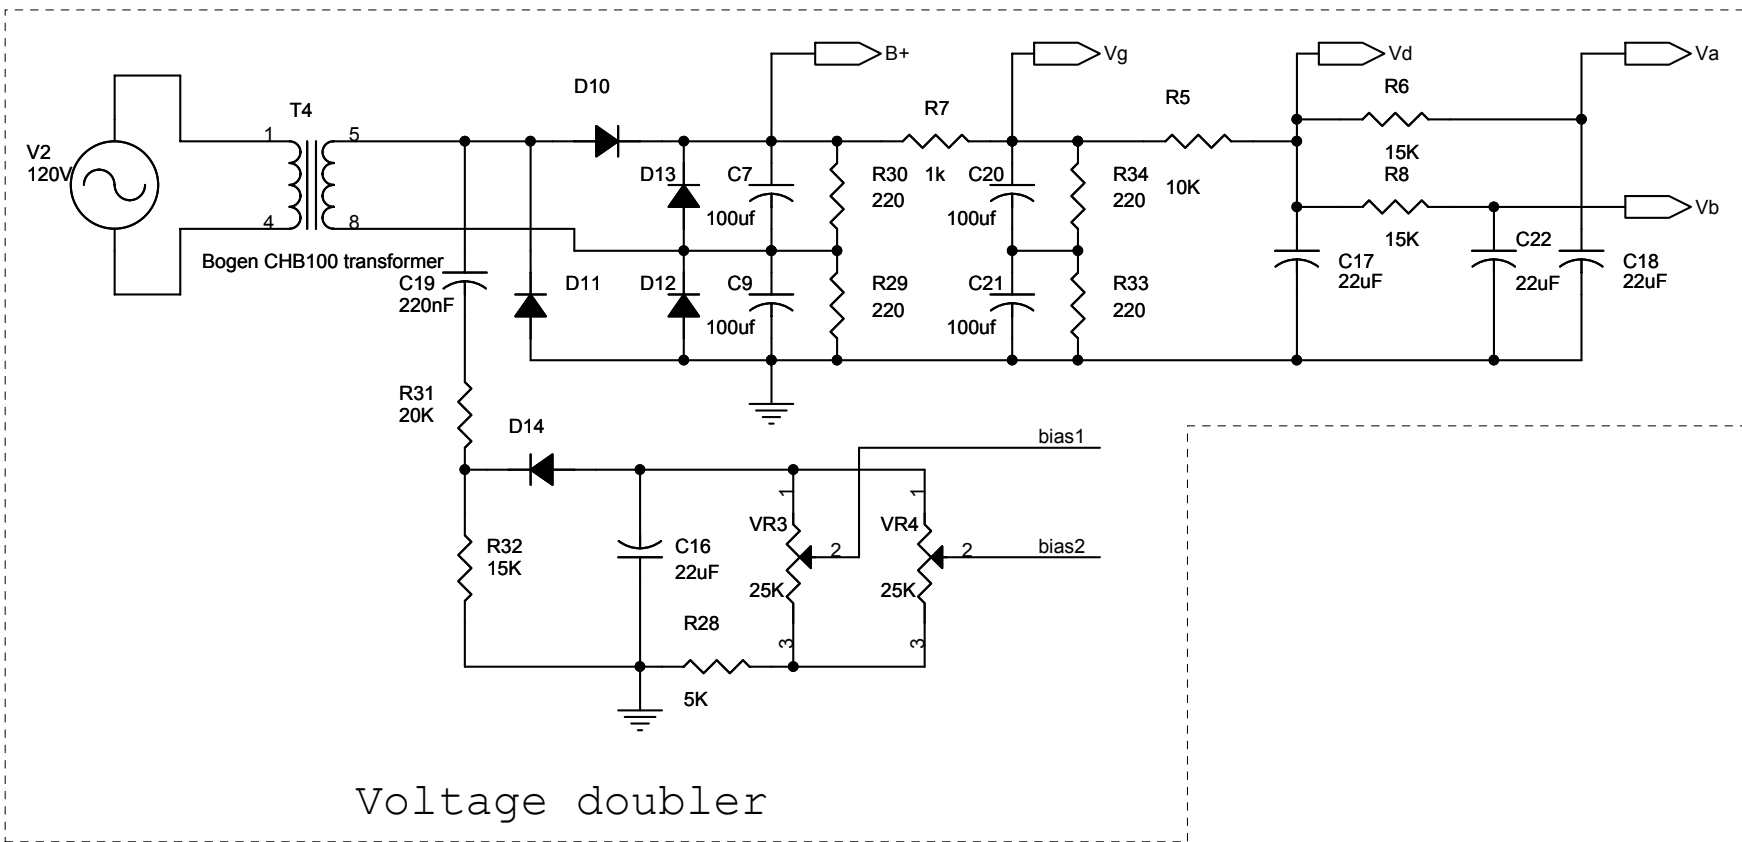 B+
Vg
Vd
Va
D10
R6
R5
R7
T4
1
5
V2
120V
15K
D13
C7
R30
1k
C20
R34
R8
10K
220
220
100uf
100uf
4
8
Vb
15K
Bogen CHB100 transformer
C19
220nF
D11
D12
C9
R29
C21
R33
C17
22uF
C22
22uF
C18
22uF
220
220
100uf
100uf
R31
20K
D14
bias1
1
1
VR3
VR4
R32
15K
C16
22uF
2
2
bias2
25K
25K
R28
3
3
5K
Voltage doubler